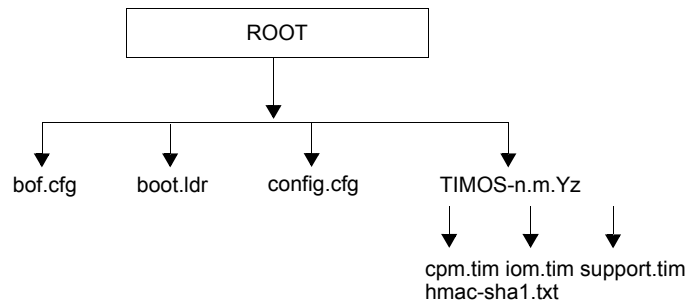 ROOT
bof.cfg boot.ldr config.cfg TIMOS-n.m.Yz
cpm.tim iom.tim support.tim
hmac-sha1.txt